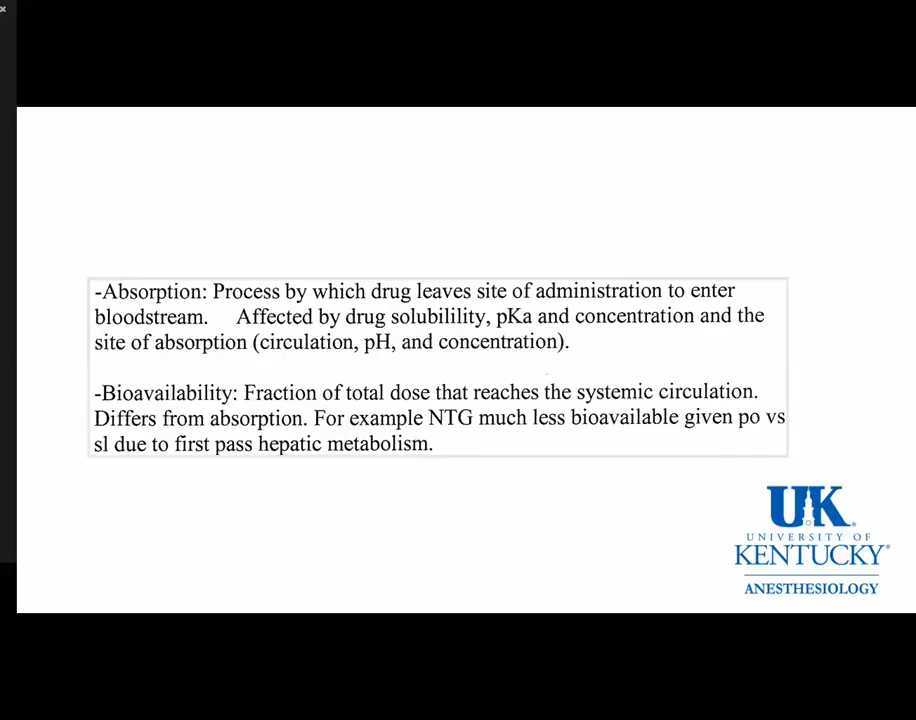 -Absorption: Process by which drug leaves site of administration to enter
bloodstream. Affected by drug solubilility, pKa and concentration and the
site of absorption (circulation, pH, and concentration).
-Bioavailability: Fraction of total dose that reaches the systemic circulation.
Differs from absorption. For example NTG much less bioavailable given po vs
sl due to first pass hepatic metabolism.
UK
UNIVERSITY OF
KENTUCKY®
ANESTHESIOLOGY